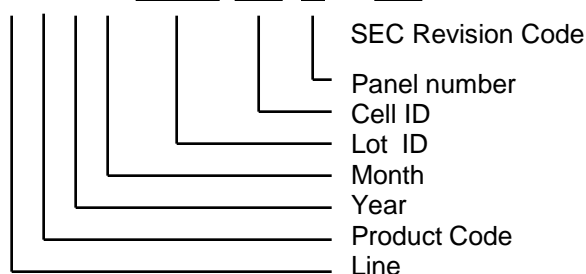 SEC Revision Code
Panel number
Cell ID
Lot ID
Month
Year
Product Code
Line